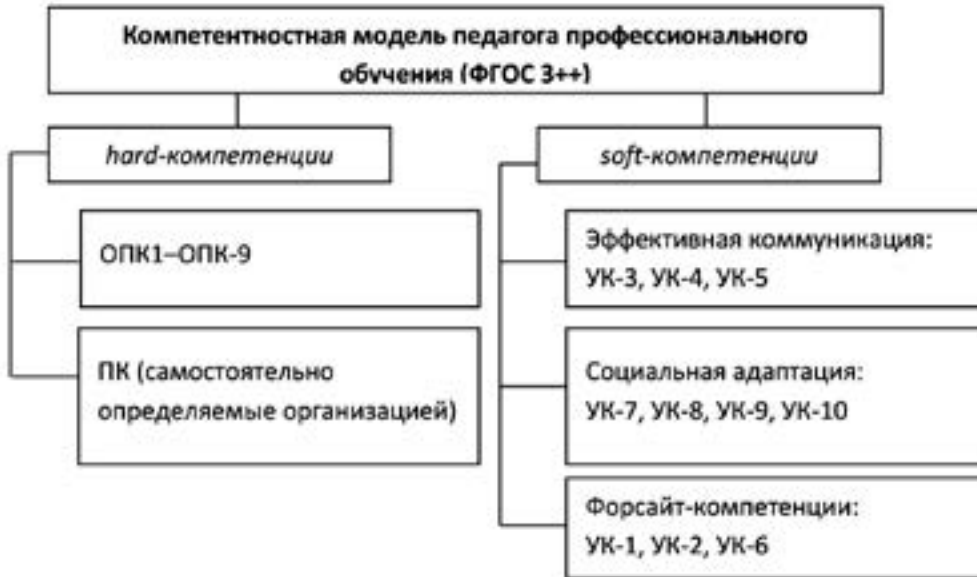 Компетентностная модель педагога профессионального
обучения (ФГОС 3++)
hard-компетенции
ОПК1–ОПК-9
ПК (самостоятельно
определяемые организацией)
soft-компетенции
Эффективная коммуникация:
УК-3, УК-4, УК-5
Социальная адаптация:
УК-7, УК-8, УК-9, УК-10
Форсайт-компетенции:
УК-1, УК-2, УК-6